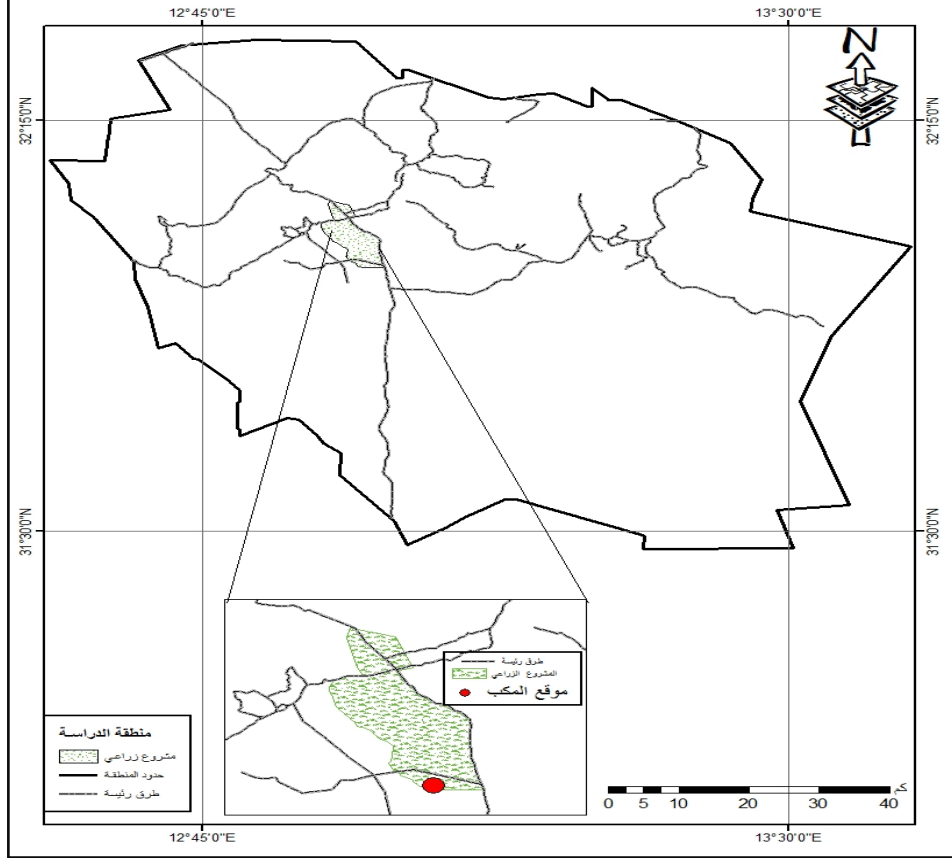 12°45'0"E
13°30'0"E
N
32°15'0"N
32°15'0"N
31°30'0"N
31°30'0"N
طرق رئيسة
المشروع الزراعي
موقع المكب
منطقة الدراسة
مشروع زراعي
حدود المنطقة
طرق رئيسة
كم
0 5 10 20 30 40
12°45'0"E
13°30'0"E